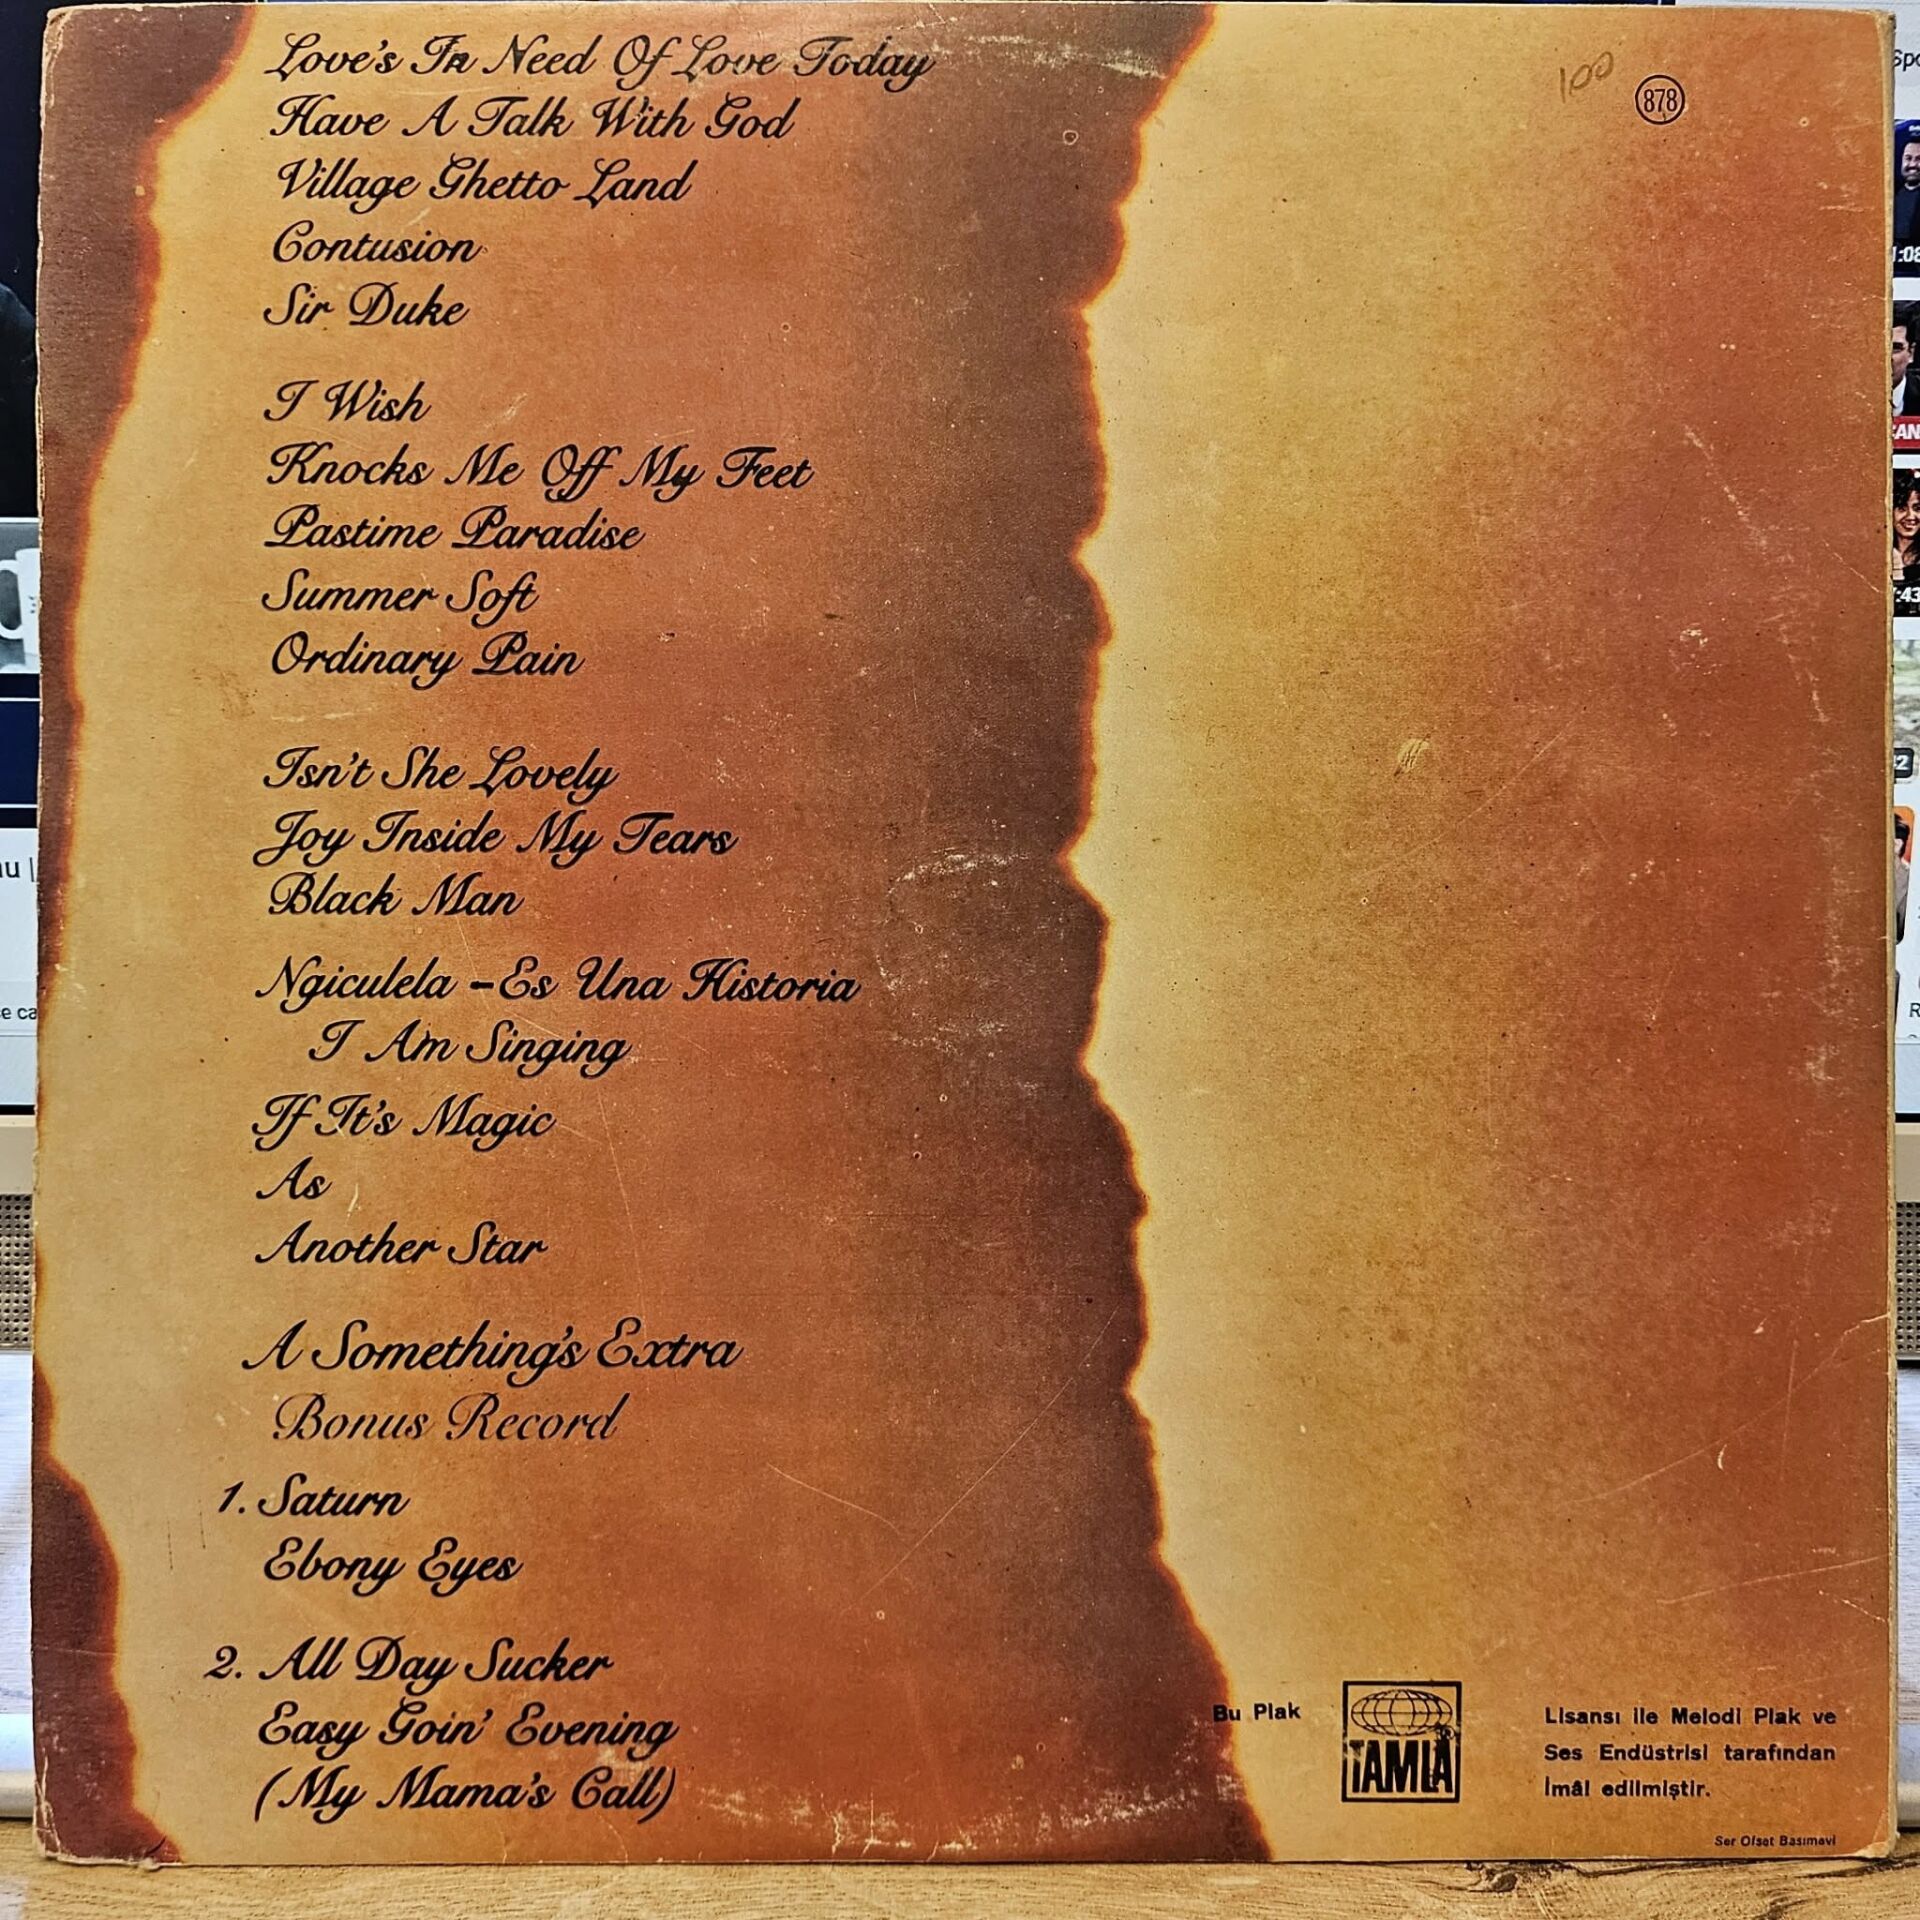 Love's In Need Of Love Today
Have A Talk With God
Village Ghetto Land
Contusion
Sir Duke
I Wish
Knocks Me Off My Feet
Pastime Paradise
Summer Soft
Ordinary Pain
Isn't She Lovely
Joy Inside My Tears
Black Man
Ngiculela - Es Una Historia
I Am Singing
If It's Magic
As
Another Star
A Something's Extra
Bonus Record
1. Saturn
Ebony Eyes
2. All Day Sucker
Easy Goin' Evening
(My Mama's Call)
100
878
Bu Plak
TAMLA
Lisansı ile Melodi Plak ve
Ses Endüstrisi tarafından
imâl edilmiştir.
Ser Ofset Basımevi